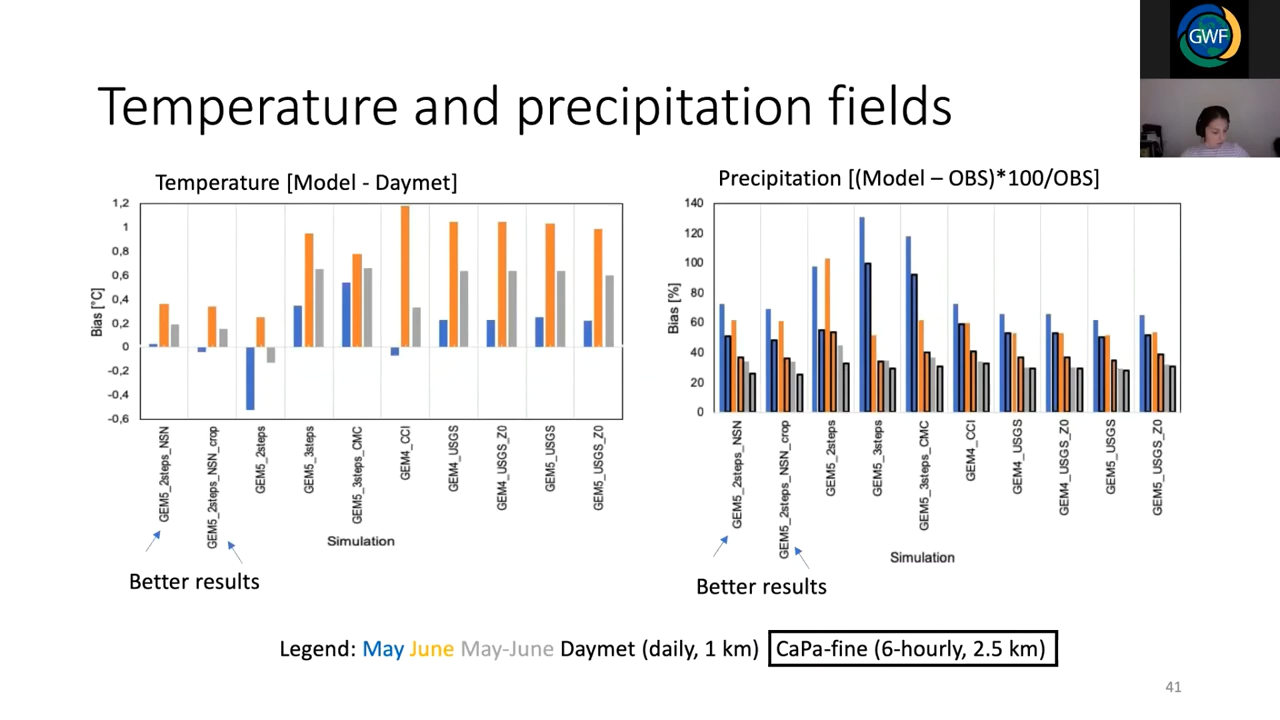 GWF
Temperature and precipitation fields
Temperature [Model - Daymet]
1,2
1
0,8
0,6
0,4
0,2
0
-0,2
-0,4
-0,6
Bias [°C]
GEM5_2steps_NSN
GEM5_2steps_NSN_crop
GEM5_2steps
GEM5_3steps
GEM5_3steps_CMC
GEM4_CCI
GEM4_USGS
GEM4_USGS_Z0
GEM5_USGS
GEM5_USGS_Z0
Simulation
Better results
Precipitation [(Model – OBS)*100/OBS]
140
120
100
80
60
40
20
0
Bias [%]
GEM5_2steps_NSN
GEM5_2steps_NSN_crop
GEM5_2steps
GEM5_3steps
GEM5_3steps_CMC
GEM4_CCI
GEM4_USGS
GEM4_USGS_Z0
GEM5_USGS
GEM5_USGS_Z0
Simulation
Better results
Legend: May June May-June Daymet (daily, 1 km) CaPa-fine (6-hourly, 2.5 km)
41